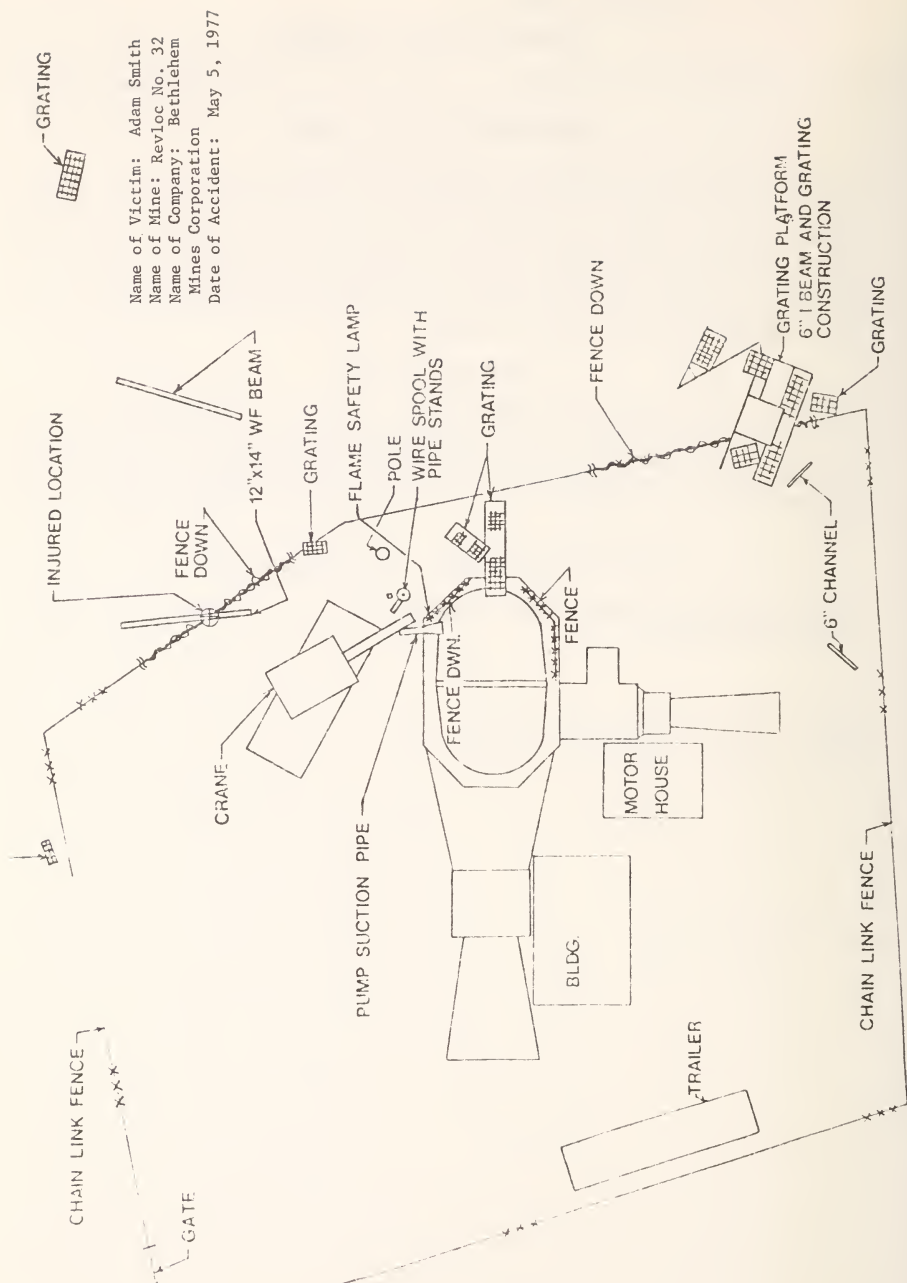 GRATING
Name of Victim: Adam Smith
Name of Mine: Revloc No. 32
Name of Company: Bethlehem
Mines Corporation
Date of Accident: May 5, 1977
INJURED LOCATION
FENCE
DOWN
12"x14" WF BEAM
GRATING
FLAME SAFETY LAMP
POLE
WIRE SPOOL WITH
PIPE STANDS
GRATING
FENCE DOWN
GRATING PLATFORM
6" I BEAM AND GRATING
CONSTRUCTION
GRATING
CRANE
PUMP SUCTION PIPE
FENCE DWN.
FENCE
6" CHANNEL
MOTOR
HOUSE
BLDG.
CHAIN LINK FENCE
GATE
TRAILER
CHAIN LINK FENCE